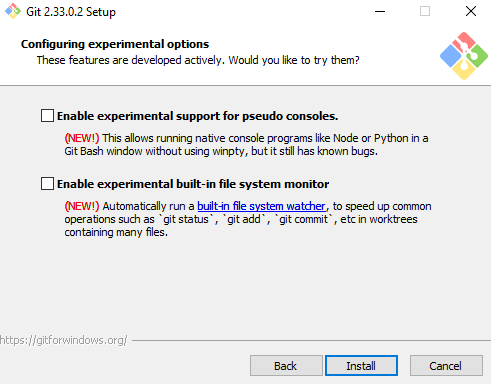 Git 2.33.0.2 Setup
Configuring experimental options
These features are developed actively. Would you like to try them?
Enable experimental support for pseudo consoles.
(NEW!) This allows running native console programs like Node or Python in a
Git Bash window without using winpty, but it still has known bugs.
Enable experimental built-in file system monitor
(NEW!) Automatically run a built-in file system watcher, to speed up common
operations such as `git status`, `git add`, `git commit`, etc in worktrees
containing many files.
https://gitforwindows.org/
Back
Install
Cancel